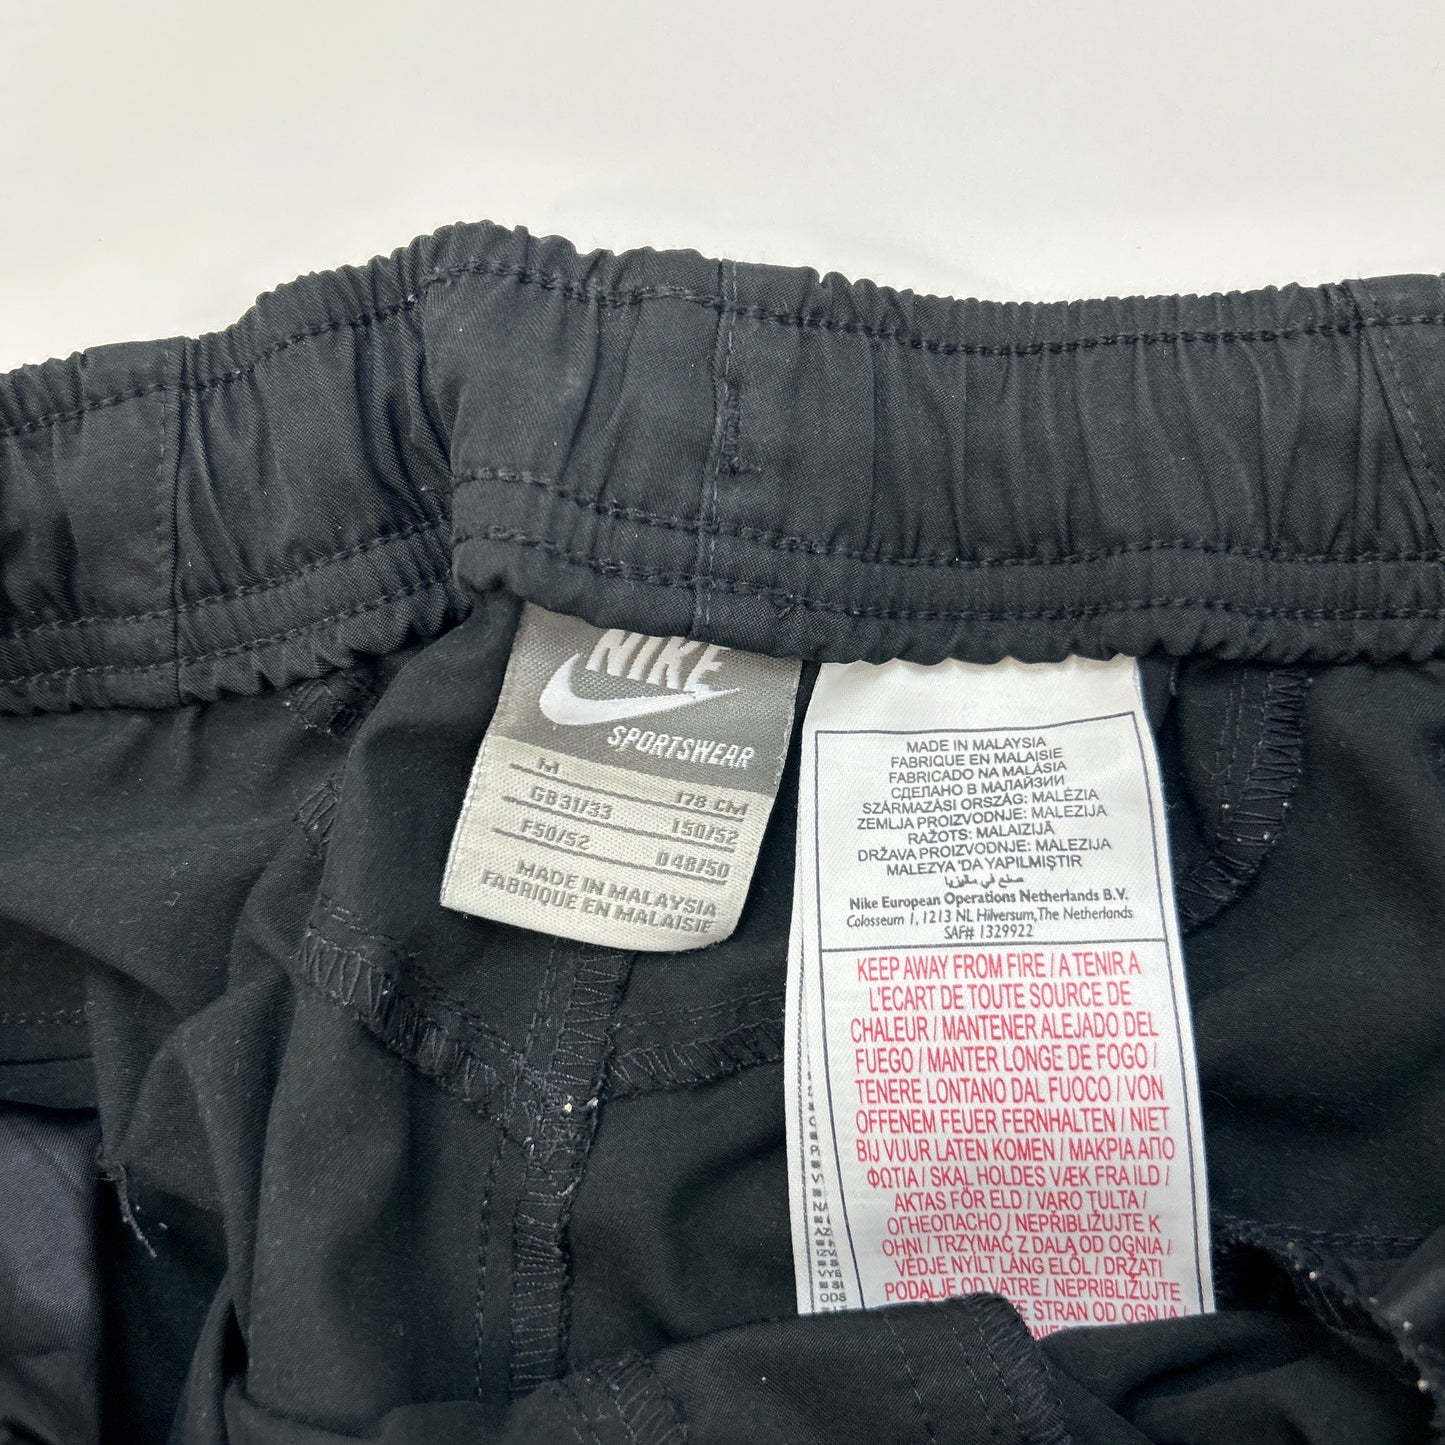 NIKE
SPORTSWEAR
M 178 CM
GB31/33 I50/52
F50/52 D48/50
MADE IN MALAYSIA
FABRIQUE EN MALAISIE
MADE IN MALAYSIA
FABRIQUE EN MALAISIE
FABRICADO NA MALÁSIA
СДЕЛАНО В МАЛАЙЗИИ
SZÁRMAZÁSI ORSZÁG: MALÉZIA
ZEMLJA PROIZVODNJE: MALEZIJA
RAŽOTS: MALAIZIJĀ
DRŽAVA PROIZVODNJE: MALEZIJA
MALEZYA 'DA YAPILMIŞTIR
صنع في ماليزيا
Nike European Operations Netherlands B.V.
Colosseum 1, 1213 NL Hilversum, The Netherlands
SAF# 1329922
KEEP AWAY FROM FIRE / A TENIR A
L'ECART DE TOUTE SOURCE DE
CHALEUR / MANTENER ALEJADO DEL
FUEGO / MANTER LONGE DE FOGO /
TENERE LONTANO DAL FUOCO / VON
OFFENEM FEUER FERNHALTEN / NIET
BIJ VUUR LATEN KOMEN / ΜΑΚΡΙΑ ΑΠΟ
ΦΩΤΙΑ / SKAL HOLDES VÆK FRA ILD /
AKTAS FÖR ELD / VARO TULTA /
ОГНЕОПАСНО / NEPŘIBLIŽUJTE K
OHNI / TRZYMAĆ Z DALA OD OGNIA /
VÉDJE NYÍLT LÁNG ELŐL / DRŽATI
PODALJE OD VATRE / NEPRIBLIŽUJTE
STRAN OD OGNJA /